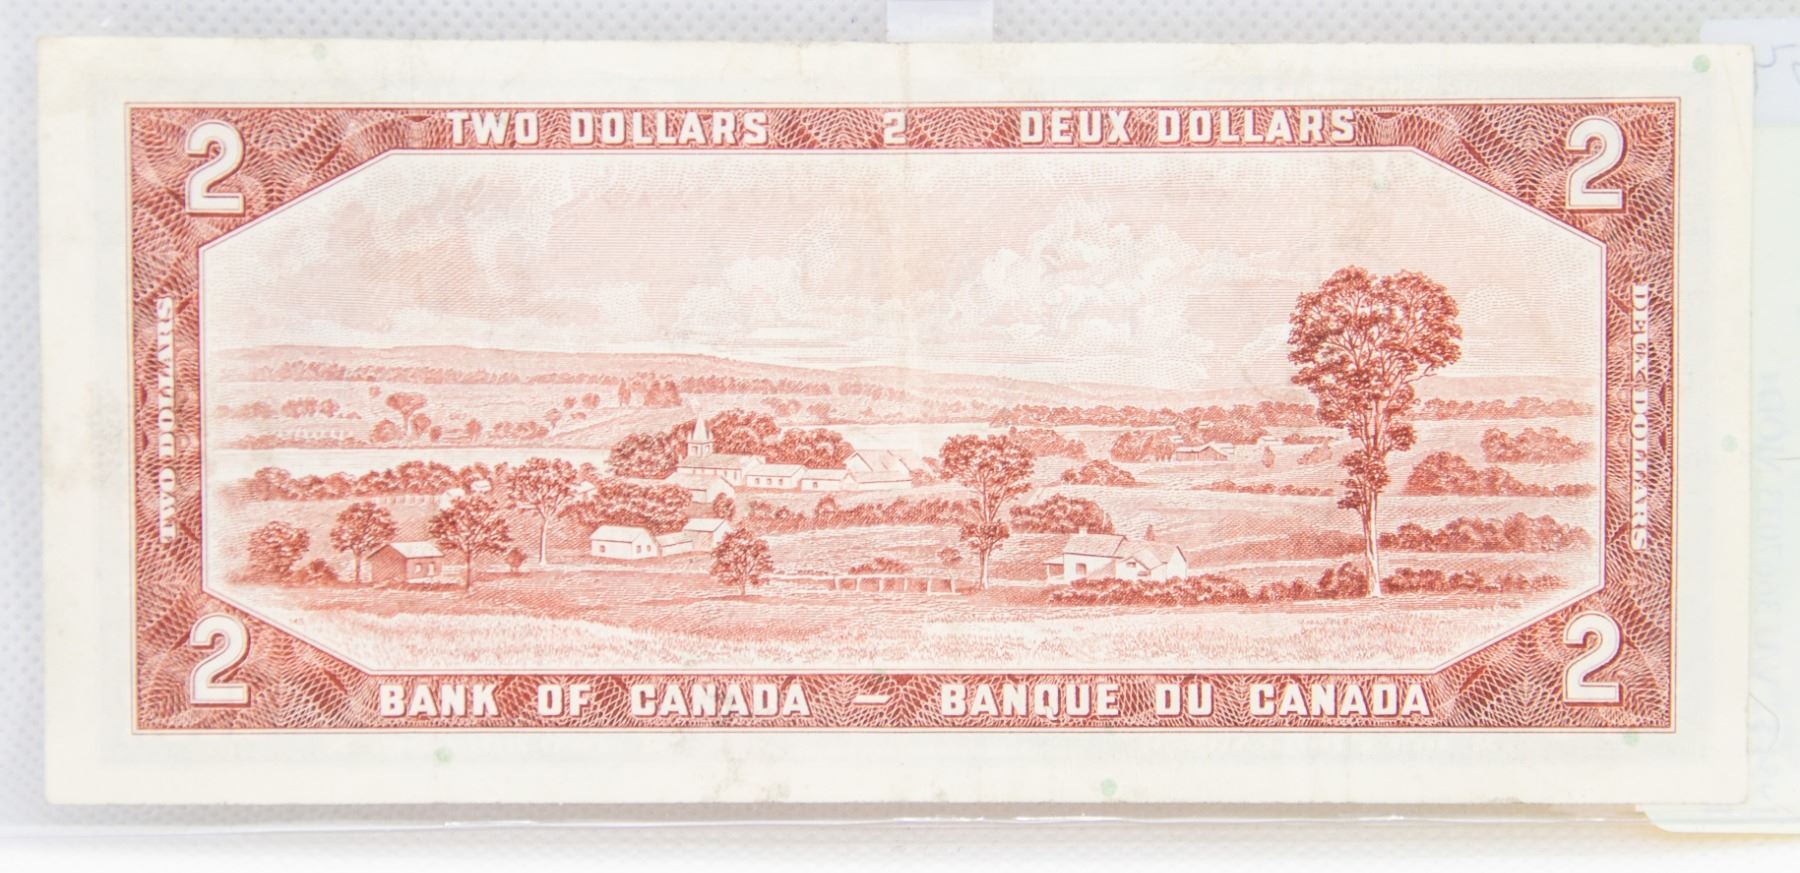 2 TWO DOLLARS 2 DEUX DOLLARS 2
TWO DOLLARS
DEUX DOLLARS
2 BANK OF CANADA — BANQUE DU CANADA 2